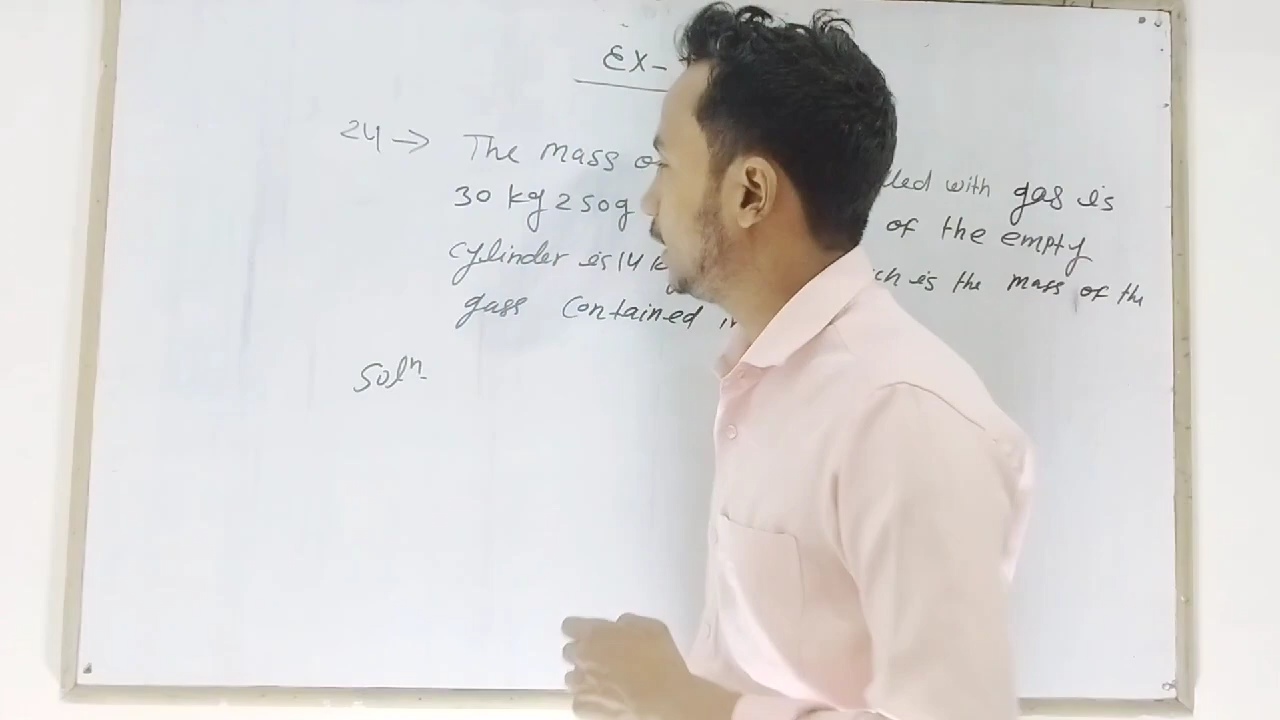 EX-
24 → The mass lled with gas is
30 kg 250g of the empty
cylinder is 14 ch is the mass of the
gass contained
Solⁿ.